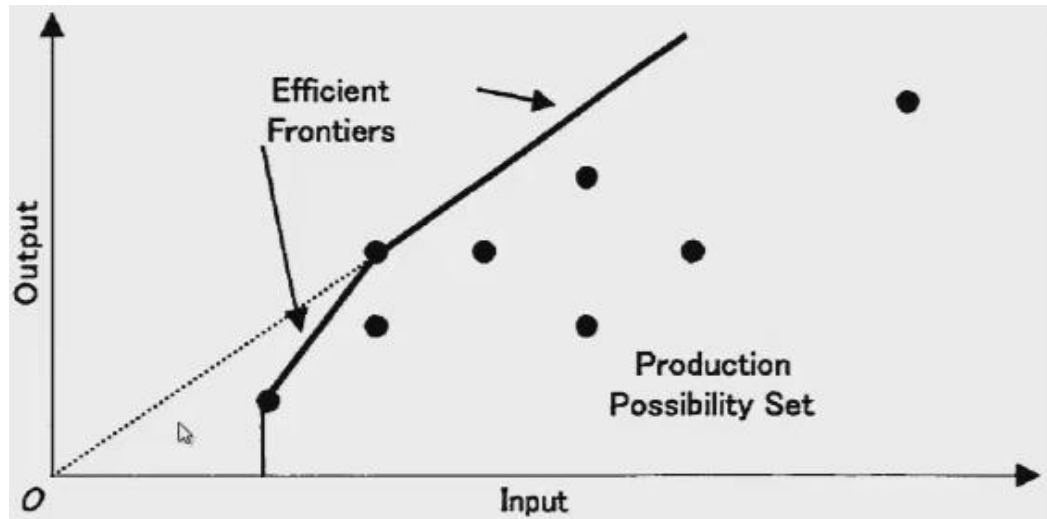 Efficient
Frontiers
Output
Production
Possibility Set
O
Input